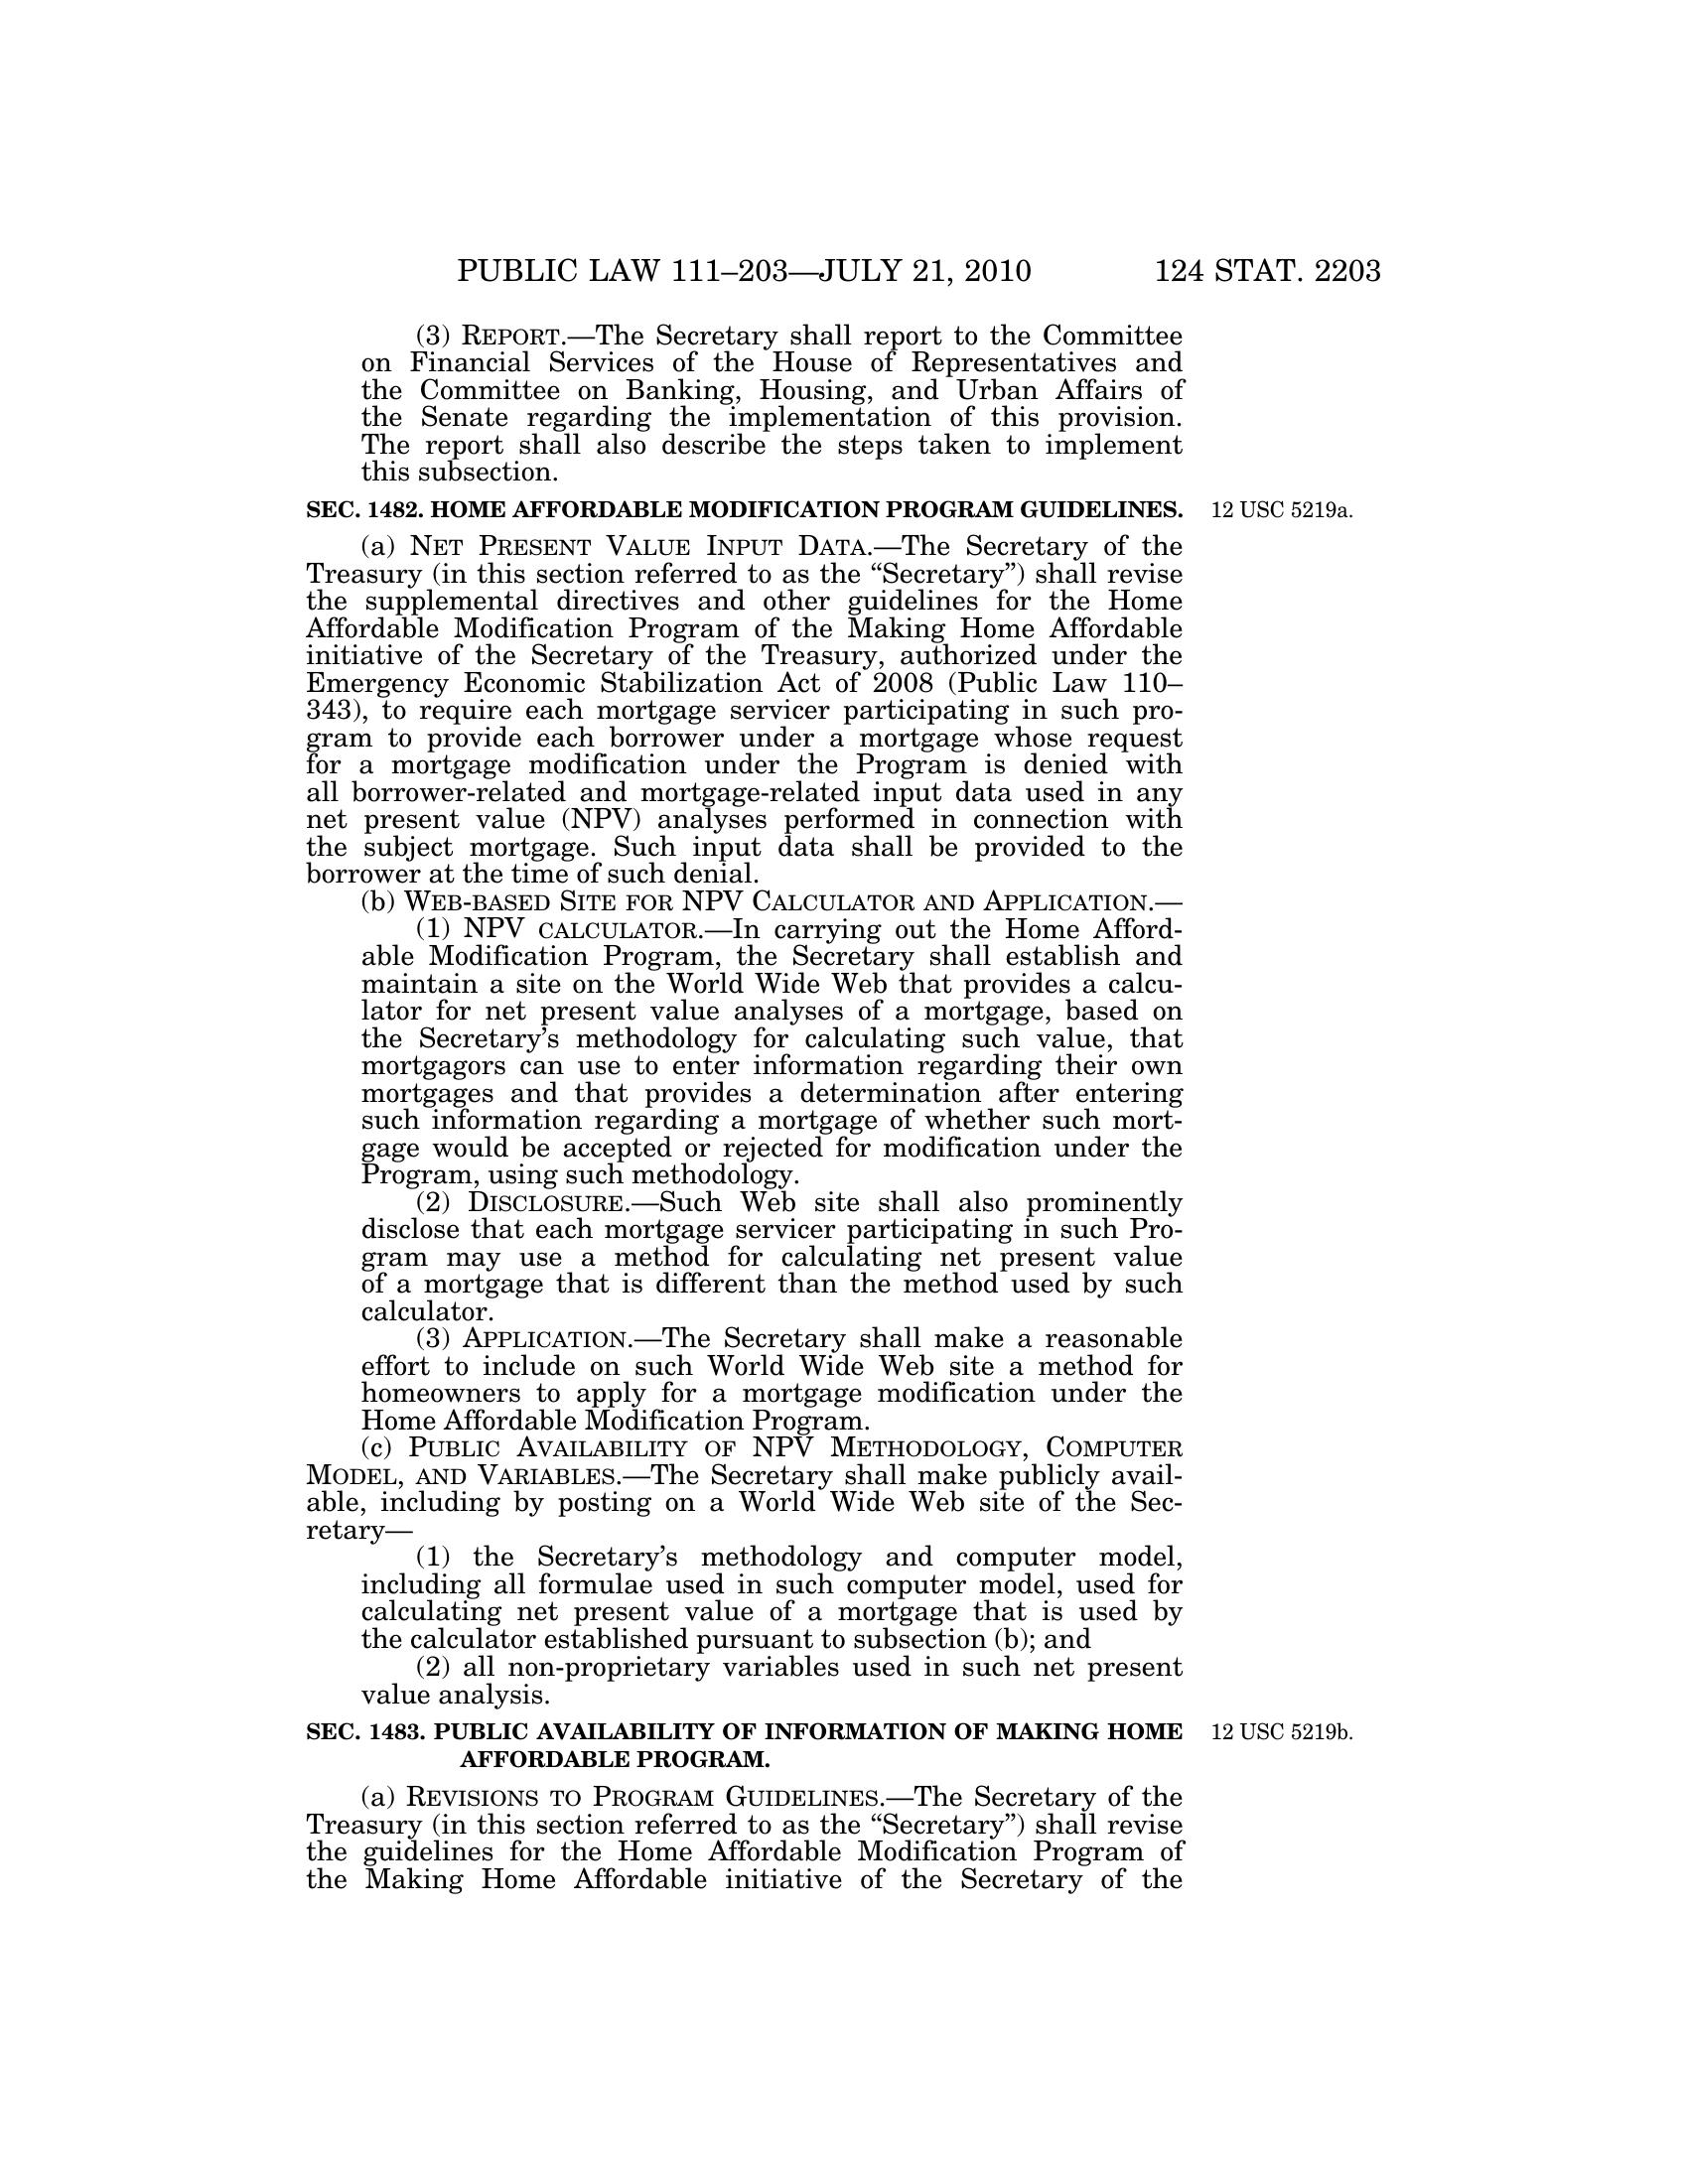 PUBLIC LAW 111–203—JULY 21, 2010 124 STAT. 2203
(3) REPORT.—The Secretary shall report to the Committee
on Financial Services of the House of Representatives and
the Committee on Banking, Housing, and Urban Affairs of
the Senate regarding the implementation of this provision.
The report shall also describe the steps taken to implement
this subsection.
SEC. 1482. HOME AFFORDABLE MODIFICATION PROGRAM GUIDELINES. 12 USC 5219a.
(a) NET PRESENT VALUE INPUT DATA.—The Secretary of the
Treasury (in this section referred to as the “Secretary”) shall revise
the supplemental directives and other guidelines for the Home
Affordable Modification Program of the Making Home Affordable
initiative of the Secretary of the Treasury, authorized under the
Emergency Economic Stabilization Act of 2008 (Public Law 110–
343), to require each mortgage servicer participating in such pro-
gram to provide each borrower under a mortgage whose request
for a mortgage modification under the Program is denied with
all borrower-related and mortgage-related input data used in any
net present value (NPV) analyses performed in connection with
the subject mortgage. Such input data shall be provided to the
borrower at the time of such denial.
(b) WEB-BASED SITE FOR NPV CALCULATOR AND APPLICATION.—
(1) NPV CALCULATOR.—In carrying out the Home Afford-
able Modification Program, the Secretary shall establish and
maintain a site on the World Wide Web that provides a calcu-
lator for net present value analyses of a mortgage, based on
the Secretary’s methodology for calculating such value, that
mortgagors can use to enter information regarding their own
mortgages and that provides a determination after entering
such information regarding a mortgage of whether such mort-
gage would be accepted or rejected for modification under the
Program, using such methodology.
(2) DISCLOSURE.—Such Web site shall also prominently
disclose that each mortgage servicer participating in such Pro-
gram may use a method for calculating net present value
of a mortgage that is different than the method used by such
calculator.
(3) APPLICATION.—The Secretary shall make a reasonable
effort to include on such World Wide Web site a method for
homeowners to apply for a mortgage modification under the
Home Affordable Modification Program.
(c) PUBLIC AVAILABILITY OF NPV METHODOLOGY, COMPUTER
MODEL, AND VARIABLES.—The Secretary shall make publicly avail-
able, including by posting on a World Wide Web site of the Sec-
retary—
(1) the Secretary’s methodology and computer model,
including all formulae used in such computer model, used for
calculating net present value of a mortgage that is used by
the calculator established pursuant to subsection (b); and
(2) all non-proprietary variables used in such net present
value analysis.
SEC. 1483. PUBLIC AVAILABILITY OF INFORMATION OF MAKING HOME 12 USC 5219b.
AFFORDABLE PROGRAM.
(a) REVISIONS TO PROGRAM GUIDELINES.—The Secretary of the
Treasury (in this section referred to as the “Secretary”) shall revise
the guidelines for the Home Affordable Modification Program of
the Making Home Affordable initiative of the Secretary of the